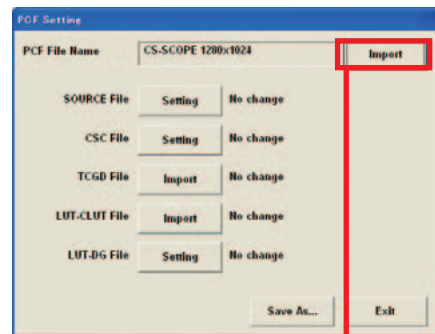 PCF Setting
PCF File Name CS-SCOPE 1280x1024 Import
SOURCE File Setting No change
CSC File Setting No change
TCGD File Import No change
LUT-CLUT File Import No change
LUT-DG File Setting No change
Save As... Exit